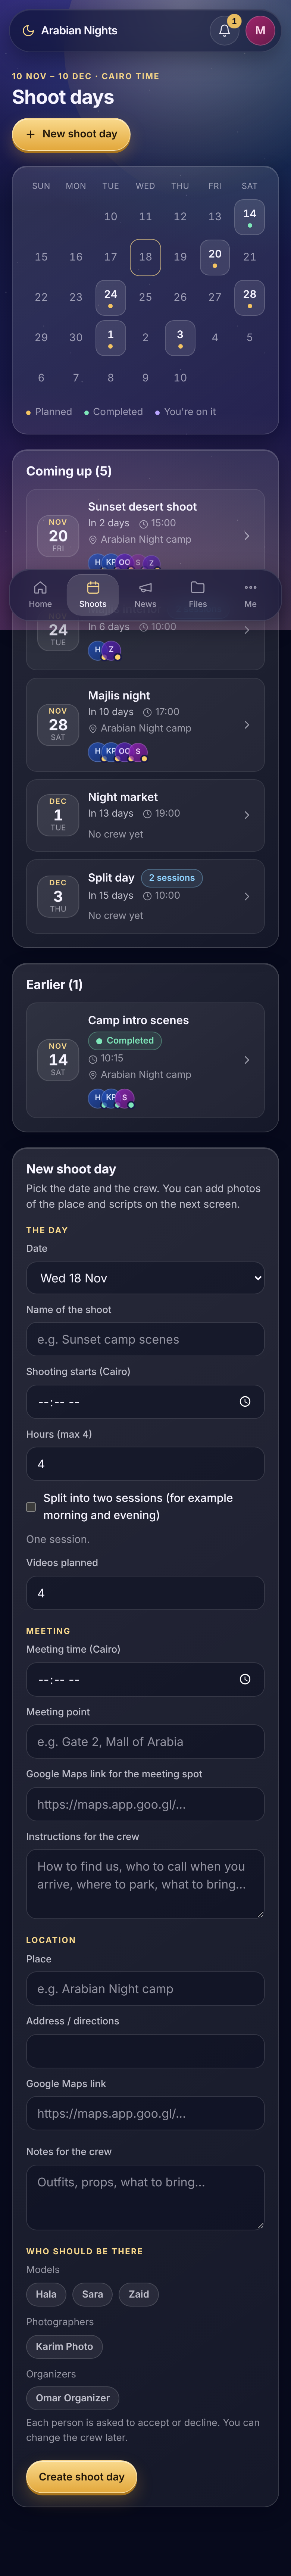 Arabian Nights
1
M
10 NOV – 10 DEC · CAIRO TIME
Shoot days
+ New shoot day
SUN MON TUE WED THU FRI SAT
10 11 12 13 14
15 16 17 18 19 20 21
22 23 24 25 26 27 28
29 30 1 2 3 4 5
6 7 8 9 10
Planned Completed You're on it
Coming up (5)
NOV
20
FRI
Sunset desert shoot
In 2 days 15:00
Arabian Night camp
H KP OO S Z
Home Shoots News Files Me
24
TUE
In 6 days 10:00
H Z
NOV
28
SAT
Majlis night
In 10 days 17:00
Arabian Night camp
H KP OO S
DEC
1
TUE
Night market
In 13 days 19:00
No crew yet
DEC
3
THU
Split day 2 sessions
In 15 days 10:00
No crew yet
Earlier (1)
NOV
14
SAT
Camp intro scenes
Completed
10:15
Arabian Night camp
H KP S
New shoot day
Pick the date and the crew. You can add photos
of the place and scripts on the next screen.
THE DAY
Date
Wed 18 Nov
Name of the shoot
e.g. Sunset camp scenes
Shooting starts (Cairo)
--:-- --
Hours (max 4)
4
Split into two sessions (for example
morning and evening)
One session.
Videos planned
4
MEETING
Meeting time (Cairo)
--:-- --
Meeting point
e.g. Gate 2, Mall of Arabia
Google Maps link for the meeting spot
https://maps.app.goo.gl/...
Instructions for the crew
How to find us, who to call when you
arrive, where to park, what to bring...
LOCATION
Place
e.g. Arabian Night camp
Address / directions
Google Maps link
https://maps.app.goo.gl/...
Notes for the crew
Outfits, props, what to bring...
WHO SHOULD BE THERE
Models
Hala Sara Zaid
Photographers
Karim Photo
Organizers
Omar Organizer
Each person is asked to accept or decline. You can
change the crew later.
Create shoot day